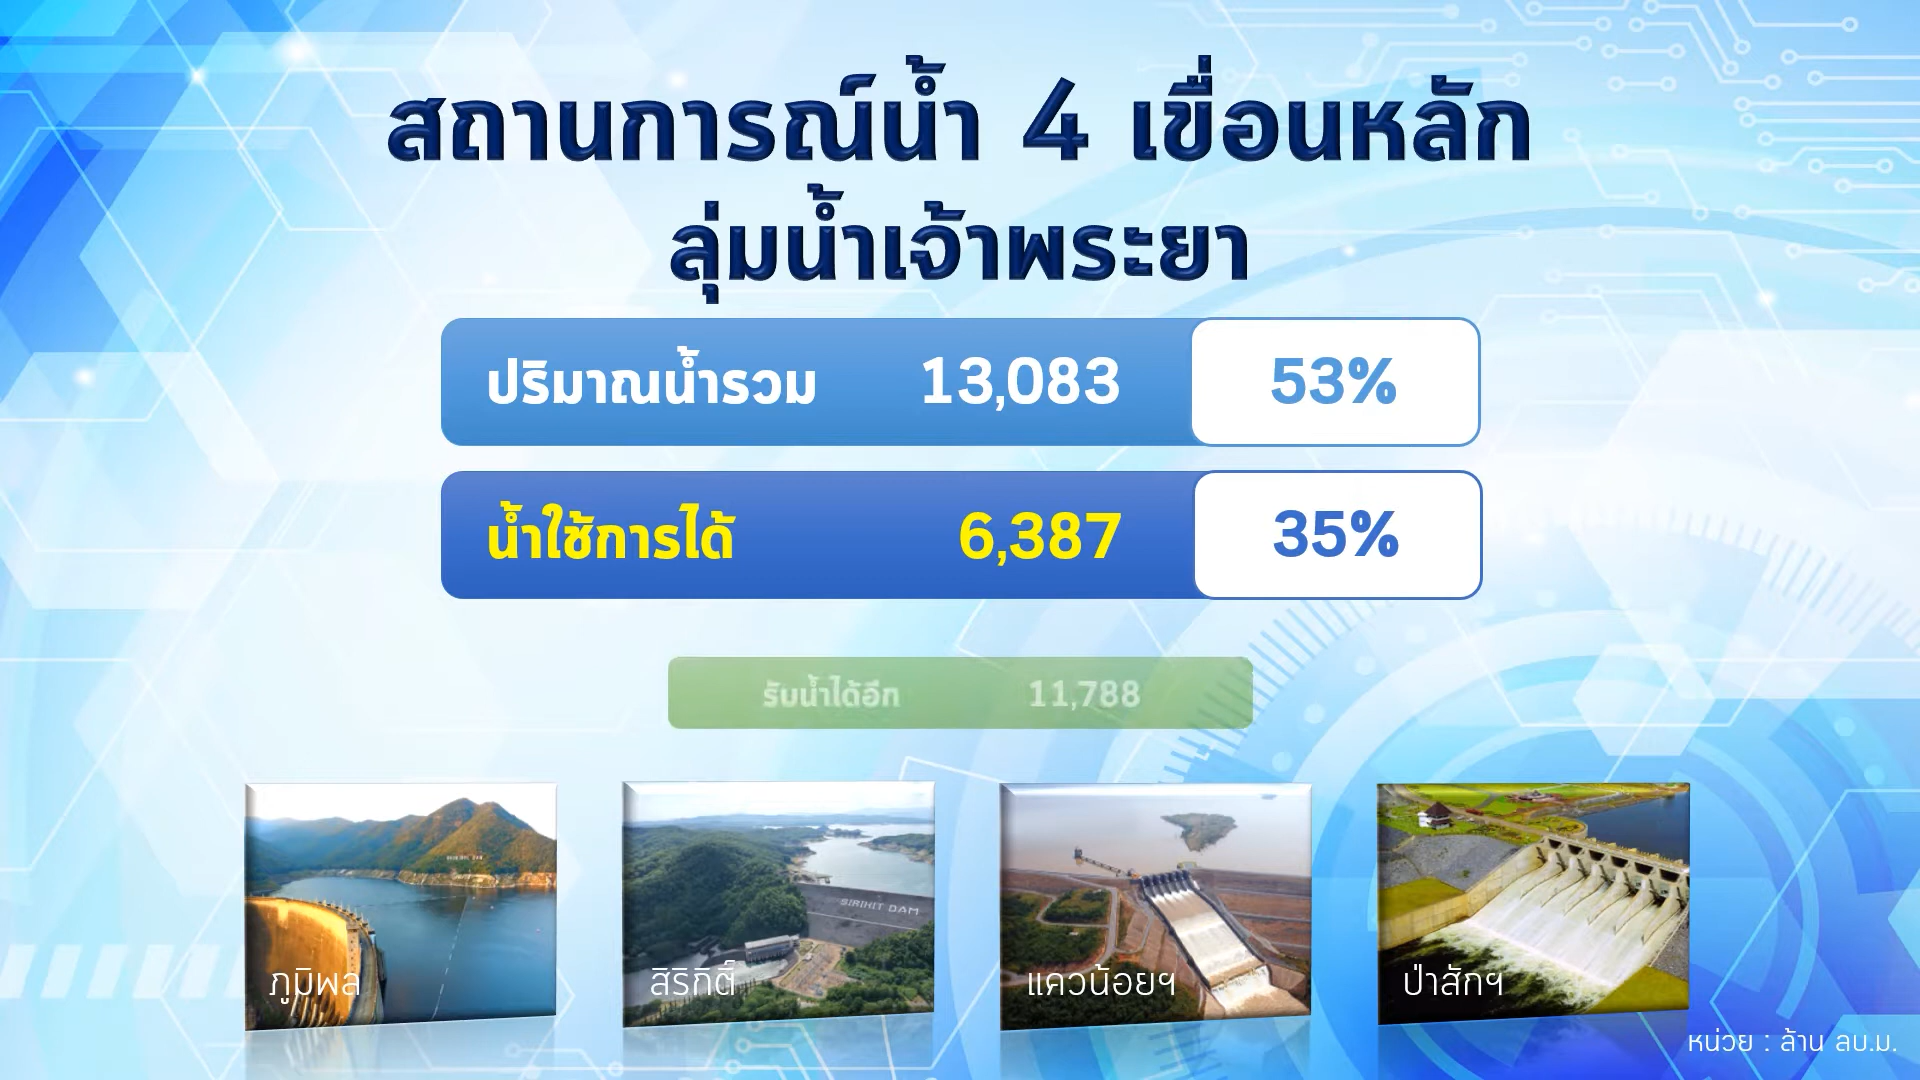 สถานการณ์น้ำ 4 เขื่อนหลัก
ลุ่มน้ำเจ้าพระยา
ปริมาณน้ำรวม 13,083 53%
น้ำใช้การได้ 6,387 35%
รับน้ำได้อีก 11,788
SIRIKIT DAM
ภูมิพล
สิริกิติ์
แควน้อยฯ
ป่าสักฯ
หน่วย : ล้าน ลบ.ม.